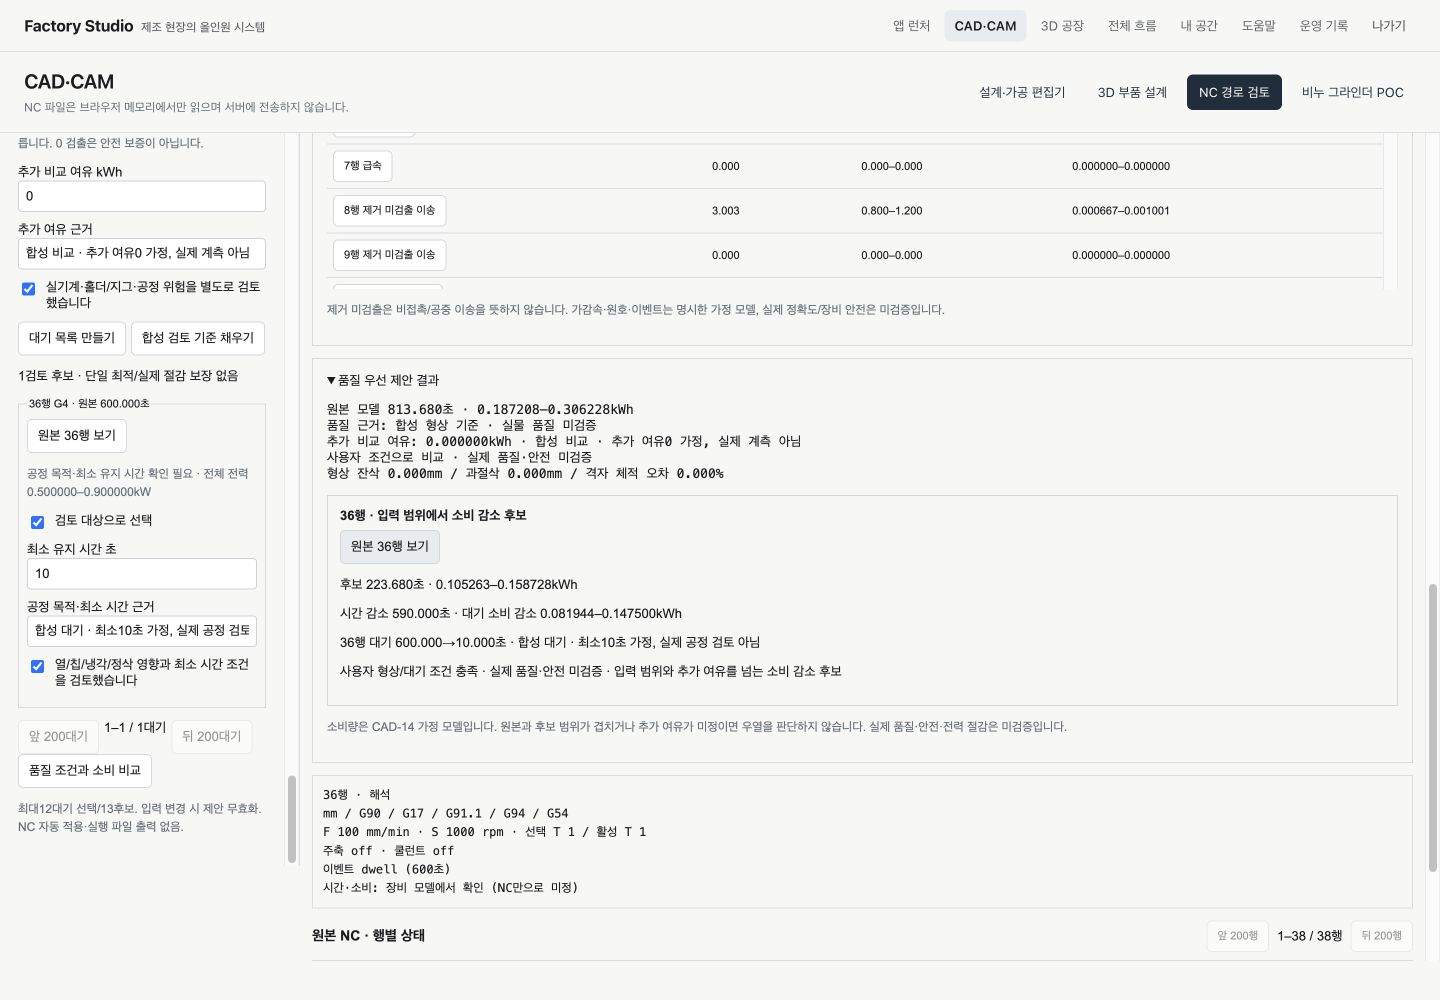 Factory Studio 제조 현장의 올인원 시스템
앱 런처 CAD·CAM 3D 공장 전체 흐름 내 공간 도움말 운영 기록 나가기
CAD·CAM
NC 파일은 브라우저 메모리에서만 읽으며 서버에 전송하지 않습니다.
설계·가공 편집기 3D 부품 설계 NC 경로 검토 비누 그라인더 POC
릅니다. 0 검출은 안전 보증이 아닙니다.
추가 비교 여유 kWh
0
추가 여유 근거
합성 비교 · 추가 여유0 가정, 실제 계측 아님
실기계·홀더/지그·공정 위험을 별도로 검토
했습니다
대기 목록 만들기 합성 검토 기준 채우기
1검토 후보 · 단일 최적/실제 절감 보장 없음
36행 G4 · 원본 600.000초
원본 36행 보기
공정 목적·최소 유지 시간 확인 필요 · 전체 전력
0.500000–0.900000kW
검토 대상으로 선택
최소 유지 시간 초
10
공정 목적·최소 시간 근거
합성 대기 · 최소10초 가정, 실제 공정 검토
열/칩/냉각/정삭 영향과 최소 시간 조건
을 검토했습니다
앞 200대기 1–1 / 1대기 뒤 200대기
품질 조건과 소비 비교
최대12대기 선택/13후보. 입력 변경 시 제안 무효화.
NC 자동 적용·실행 파일 출력 없음.
7행 급속 0.000 0.000–0.000 0.000000–0.000000
8행 제거 미검출 이송 3.003 0.800–1.200 0.000667–0.001001
9행 제거 미검출 이송 0.000 0.000–0.000 0.000000–0.000000
제거 미검출은 비접촉/공중 이송을 뜻하지 않습니다. 가감속·원호·이벤트는 명시한 가정 모델, 실제 정확도/장비 안전은 미검증입니다.
▼품질 우선 제안 결과
원본 모델 813.680초 · 0.187208–0.306228kWh
품질 근거: 합성 형상 기준 · 실물 품질 미검증
추가 비교 여유: 0.000000kWh · 합성 비교 · 추가 여유0 가정, 실제 계측 아님
사용자 조건으로 비교 · 실제 품질·안전 미검증
형상 잔삭 0.000mm / 과절삭 0.000mm / 격자 체적 오차 0.000%
36행 · 입력 범위에서 소비 감소 후보
원본 36행 보기
후보 223.680초 · 0.105263–0.158728kWh
시간 감소 590.000초 · 대기 소비 감소 0.081944–0.147500kWh
36행 대기 600.000→10.000초 · 합성 대기 · 최소10초 가정, 실제 공정 검토 아님
사용자 형상/대기 조건 충족 · 실제 품질·안전 미검증 · 입력 범위와 추가 여유를 넘는 소비 감소 후보
소비량은 CAD-14 가정 모델입니다. 원본과 후보 범위가 겹치거나 추가 여유가 미정이면 우열을 판단하지 않습니다. 실제 품질·안전·전력 절감은 미검증입니다.
36행 · 해석
mm / G90 / G17 / G91.1 / G94 / G54
F 100 mm/min · S 1000 rpm · 선택 T 1 / 활성 T 1
주축 off · 쿨런트 off
이벤트 dwell (600초)
시간·소비: 장비 모델에서 확인 (NC만으로 미정)
원본 NC · 행별 상태
앞 200행 1–38 / 38행 뒤 200행